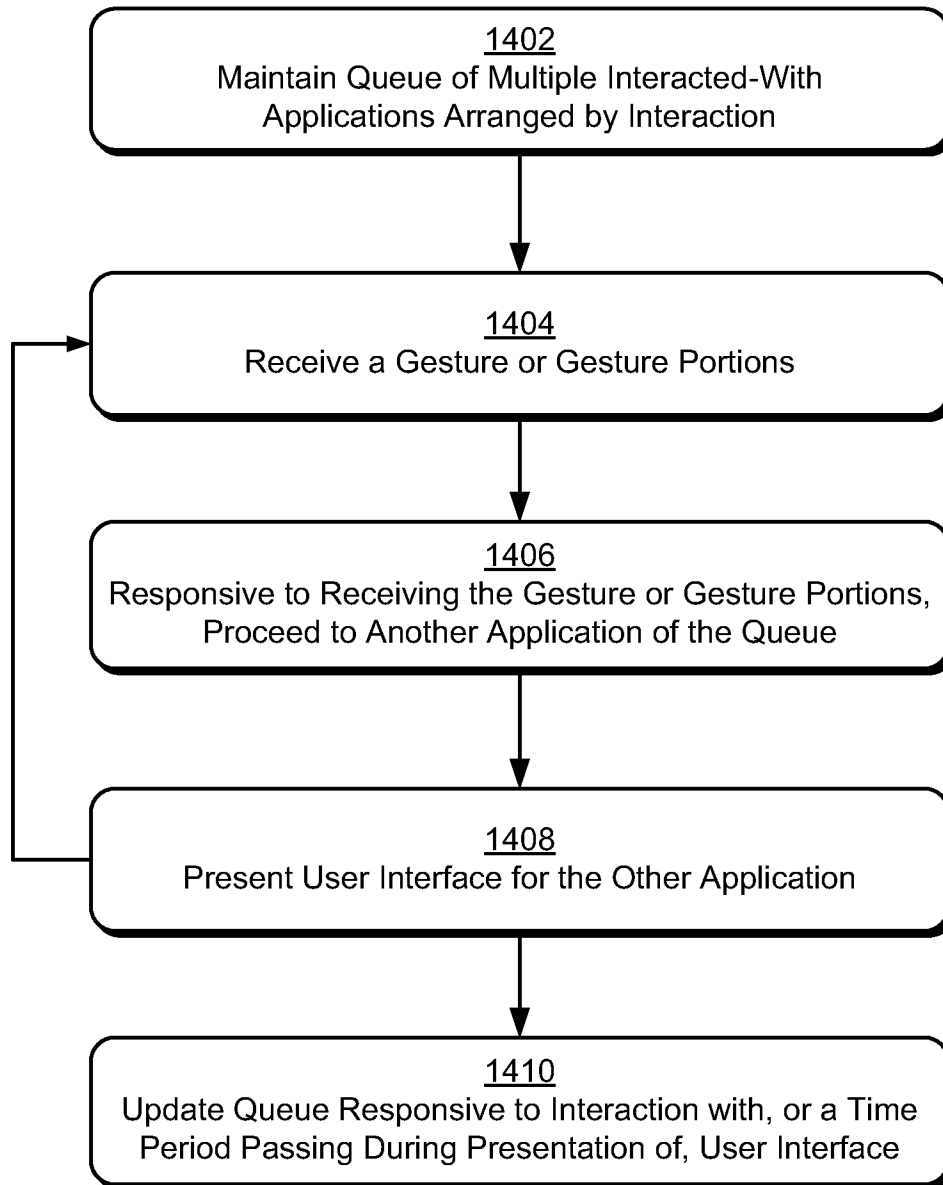 1402
Maintain Queue of Multiple Interacted-With
Applications Arranged by Interaction
1404
Receive a Gesture or Gesture Portions
1406
Responsive to Receiving the Gesture or Gesture Portions,
Proceed to Another Application of the Queue
1408
Present User Interface for the Other Application
1410
Update Queue Responsive to Interaction with, or a Time
Period Passing During Presentation of, User Interface